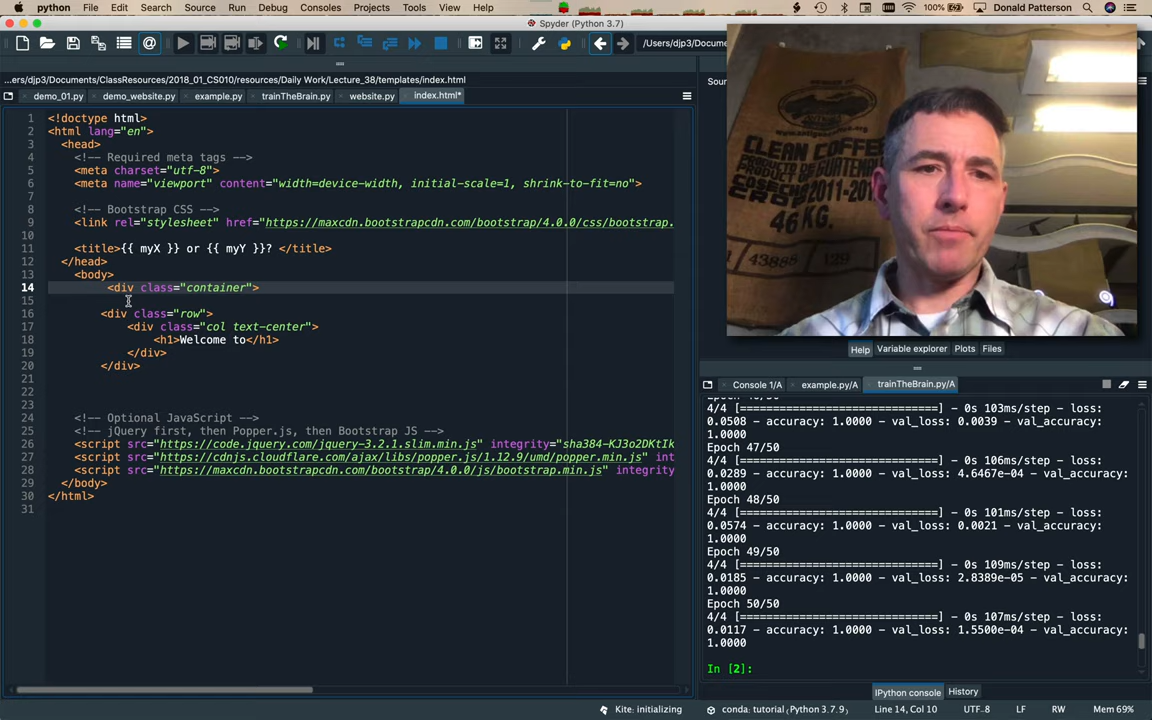 python File Edit Search Source Run Debug Consoles Projects Tools View Help 100% Donald Patterson
Spyder (Python 3.7)
/Users/djp3/Docume
...ers/djp3/Documents/ClassResources/2018_01_CS010/resources/Daily Work/Lecture_38/templates/index.html
demo_01.py demo_website.py example.py trainTheBrain.py website.py index.html*
1 <!doctype html>
2 <html lang="en">
3 <head>
4 <!-- Required meta tags -->
5 <meta charset="utf-8">
6 <meta name="viewport" content="width=device-width, initial-scale=1, shrink-to-fit=no">
7
8 <!-- Bootstrap CSS -->
9 <link rel="stylesheet" href="https://maxcdn.bootstrapcdn.com/bootstrap/4.0.0/css/bootstrap.
10
11 <title>{{ myX }} or {{ myY }}? </title>
12 </head>
13 <body>
14 <div class="container">
15
16 <div class="row">
17 <div class="col text-center">
18 <h1>Welcome to</h1>
19 </div>
20 </div>
21
22
23
24 <!-- Optional JavaScript -->
25 <!-- jQuery first, then Popper.js, then Bootstrap JS -->
26 <script src="https://code.jquery.com/jquery-3.2.1.slim.min.js" integrity="sha384-KJ3o2DKtIk
27 <script src="https://cdnjs.cloudflare.com/ajax/libs/popper.js/1.12.9/umd/popper.min.js" int
28 <script src="https://maxcdn.bootstrapcdn.com/bootstrap/4.0.0/js/bootstrap.min.js" integrity
29 </body>
30 </html>
31
Sour
CLEAN COFFE
2011-201
46 KG.
43888
Help Variable explorer Plots Files
Console 1/A example.py/A trainTheBrain.py/A
4/4 [==============================] - 0s 103ms/step - loss:
0.0508 - accuracy: 1.0000 - val_loss: 0.0039 - val_accuracy:
1.0000
Epoch 47/50
4/4 [==============================] - 0s 106ms/step - loss:
0.0289 - accuracy: 1.0000 - val_loss: 4.6467e-04 - val_accuracy:
1.0000
Epoch 48/50
4/4 [==============================] - 0s 101ms/step - loss:
0.0574 - accuracy: 1.0000 - val_loss: 0.0021 - val_accuracy:
1.0000
Epoch 49/50
4/4 [==============================] - 0s 109ms/step - loss:
0.0185 - accuracy: 1.0000 - val_loss: 2.8389e-05 - val_accuracy:
1.0000
Epoch 50/50
4/4 [==============================] - 0s 107ms/step - loss:
0.0117 - accuracy: 1.0000 - val_loss: 1.5500e-04 - val_accuracy:
1.0000
In [2]:
IPython console History
Kite: initializing conda: tutorial (Python 3.7.9) Line 14, Col 10 UTF-8 LF RW Mem 69%